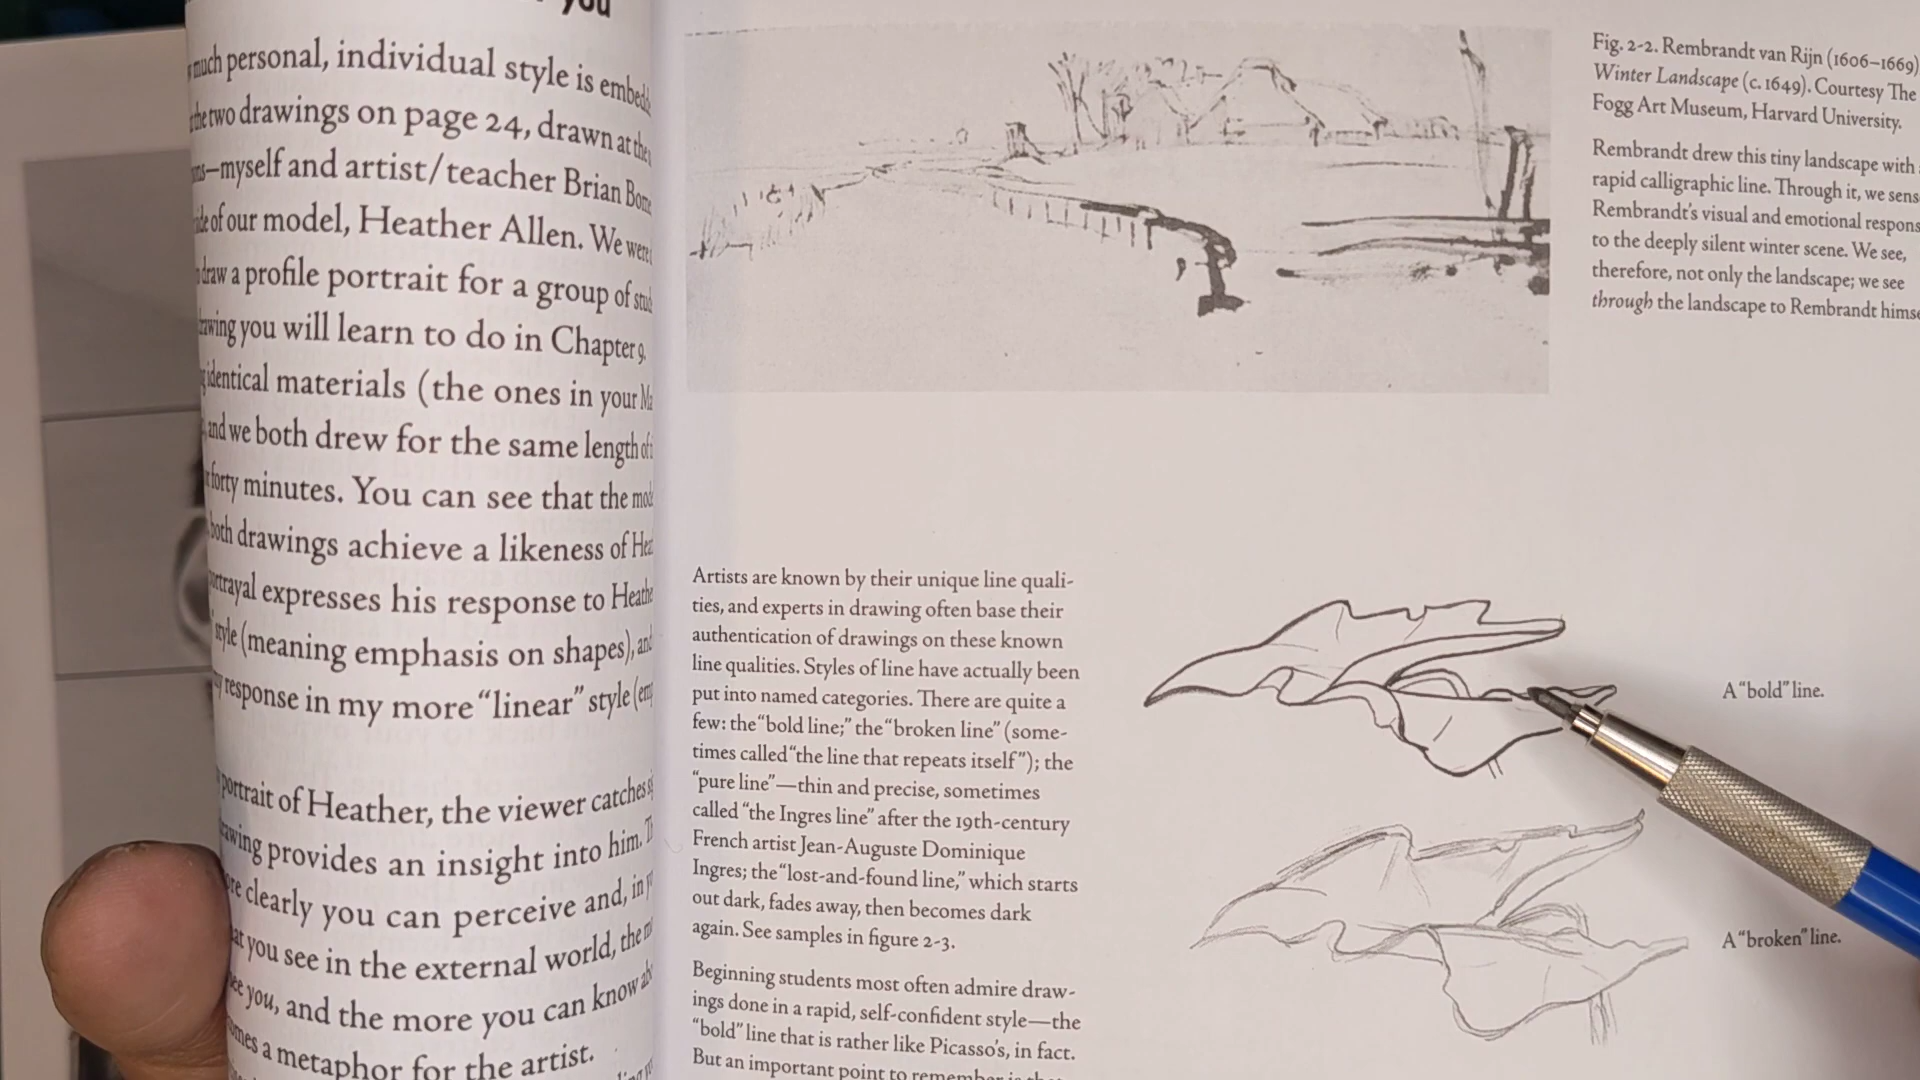 you
much personal, individual style is
the two drawings on page 24, drawn at the
—myself and artist/teacher Brian
of our model, Heather Allen. We were
draw a profile portrait for a group of
drawing you will learn to do in Chapter 9.
identical materials (the ones in your
and we both drew for the same length of
forty minutes. You can see that the
both drawings achieve a likeness of
portrayal expresses his response to
style (meaning emphasis on shapes), and
response in my more “linear” style
portrait of Heather, the viewer catches
drawing provides an insight into him.
clearly you can perceive and, in
you see in the external world, the
see you, and the more you can know
a metaphor for the artist.
Fig. 2-2. Rembrandt van Rijn (1606–1669)
Winter Landscape (c. 1649). Courtesy The
Fogg Art Museum, Harvard University.
Rembrandt drew this tiny landscape with
rapid calligraphic line. Through it, we
Rembrandt’s visual and emotional
to the deeply silent winter scene. We see,
therefore, not only the landscape; we see
through the landscape to Rembrandt
Artists are known by their unique line quali-
ties, and experts in drawing often base their
authentication of drawings on these known
line qualities. Styles of line have actually been
put into named categories. There are quite a
few: the “bold line;” the “broken line” (some-
times called “the line that repeats itself”); the
“pure line”—thin and precise, sometimes
called “the Ingres line” after the 19th-century
French artist Jean-Auguste Dominique
Ingres; the “lost-and-found line,” which starts
out dark, fades away, then becomes dark
again. See samples in figure 2-3.
Beginning students most often admire draw-
ings done in a rapid, self-confident style—the
“bold” line that is rather like Picasso’s, in fact.
But an important point to remember is
A “bold” line.
A “broken” line.